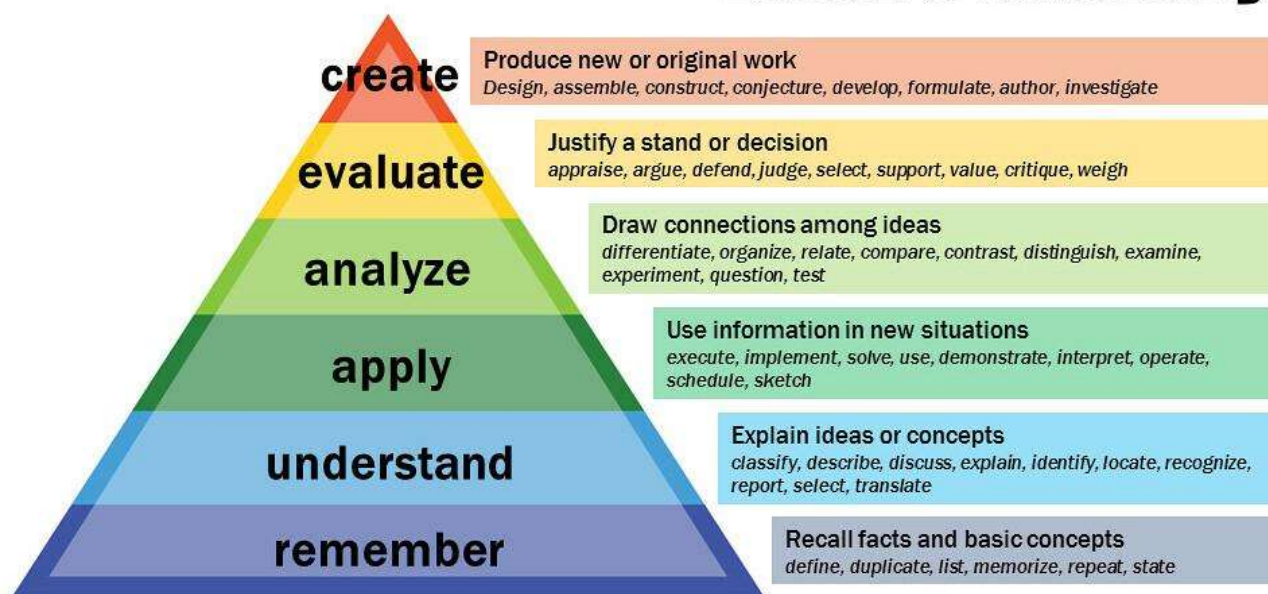 create
Produce new or original work
Design, assemble, construct, conjecture, develop, formulate, author, investigate
evaluate
Justify a stand or decision
appraise, argue, defend, judge, select, support, value, critique, weigh
analyze
Draw connections among ideas
differentiate, organize, relate, compare, contrast, distinguish, examine,
experiment, question, test
apply
Use information in new situations
execute, implement, solve, use, demonstrate, interpret, operate,
schedule, sketch
understand
Explain ideas or concepts
classify, describe, discuss, explain, identify, locate, recognize,
report, select, translate
remember
Recall facts and basic concepts
define, duplicate, list, memorize, repeat, state